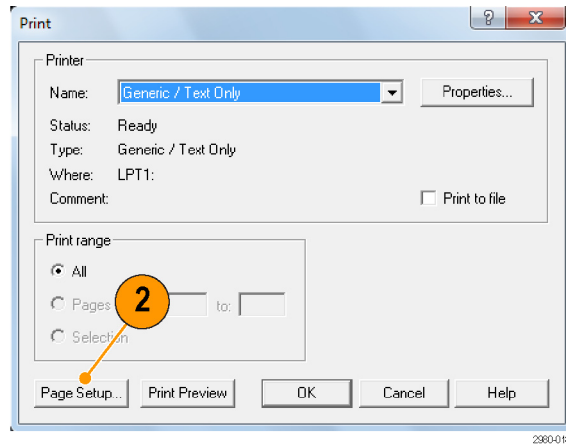 Print
Printer
Name: Generic / Text Only Properties...
Status: Ready
Type: Generic / Text Only
Where: LPT1:
Comment: Print to file
Print range
All
Pages 2 to:
Selection
Page Setup... Print Preview OK Cancel Help